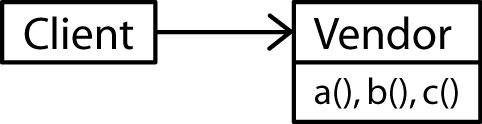 Client
Vendor
a(), b(), c()